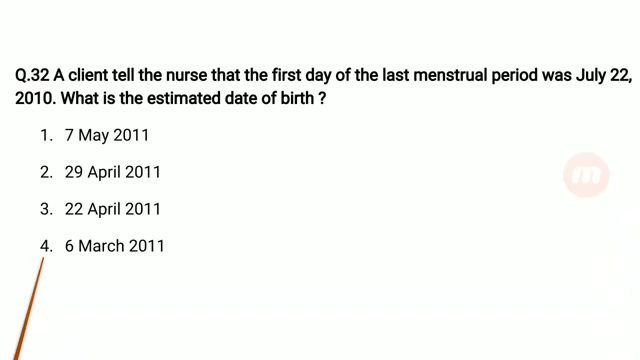 Q.32 A client tell the nurse that the first day of the last menstrual period was July 22,
2010. What is the estimated date of birth ?
1. 7 May 2011
2. 29 April 2011
3. 22 April 2011
4. 6 March 2011